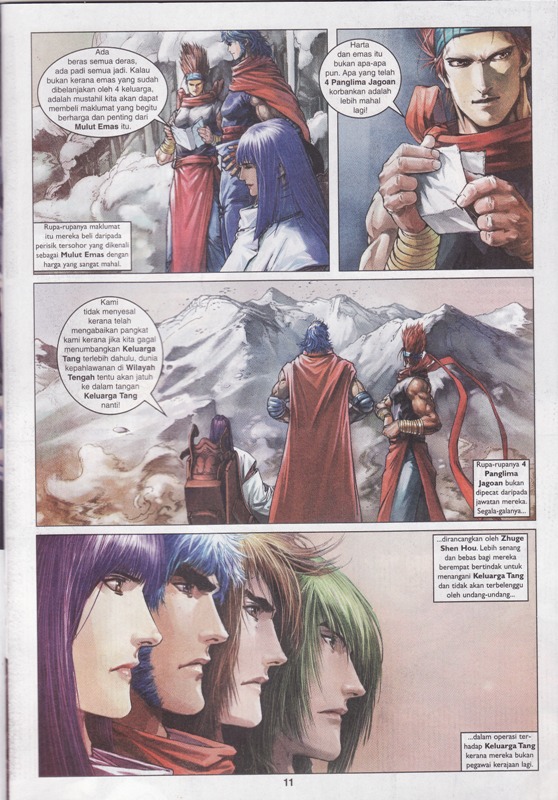 Ada
beras semua deras,
ada padi semua jadi. Kalau
bukan kerana emas yang sudah
dibelanjakan oleh 4 keluarga,
adalah mustahil kita akan dapat
membeli maklumat yang begitu
berharga dan penting dari
Mulut Emas itu.
Rupa-rupanya maklumat
itu mereka beli daripada
perisik tersohor yang dikenali
sebagai Mulut Emas dengan
harga yang sangat mahal.
Harta
dan emas itu
bukan apa-apa
pun. Apa yang telah
4 Panglima Jagoan
korbankan adalah
lebih mahal
lagi!
Kami
tidak menyesal
kerana telah
mengabaikan pangkat
kami kerana jika kita gagal
menumbangkan Keluarga
Tang terlebih dahulu, dunia
kepahlawanan di Wilayah
Tengah tentu akan jatuh
ke dalam tangan
Keluarga Tang
nanti!
Rupa-rupanya 4
Panglima
Jagoan bukan
dipecat daripada
jawatan mereka.
Segala-galanya...
...dirancangkan oleh Zhuge
Shen Hou. Lebih senang
dan bebas bagi mereka
berempat bertindak untuk
menangani Keluarga Tang
dan tidak akan terbelenggu
oleh undang-undang...
...dalam operasi ter-
hadap Keluarga Tang
kerana mereka bukan
pegawai kerajaan lagi.
11